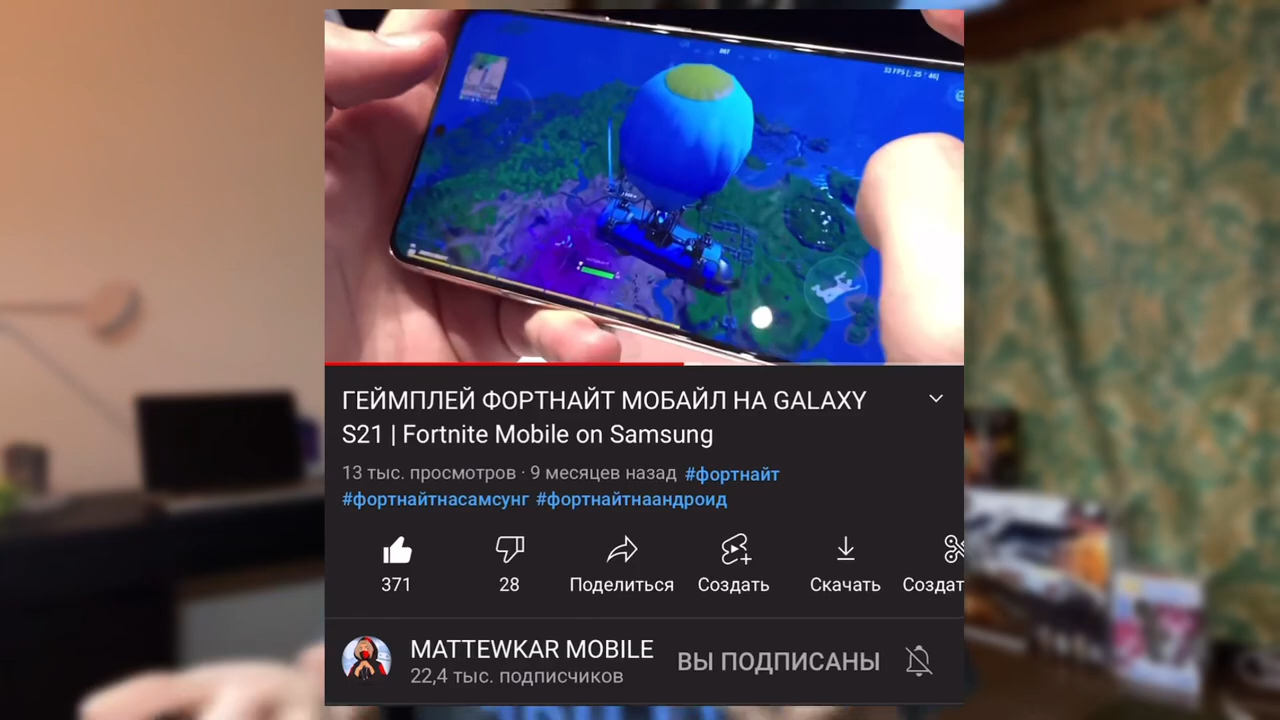 ГЕЙМПЛЕЙ ФОРТНАЙТ МОБАЙЛ НА GALAXY
S21 | Fortnite Mobile on Samsung
13 тыс. просмотров · 9 месяцев назад #фортнайт
#фортнайтнасамсунг #фортнайтнаандроид
371
28
Поделиться
Создать
Скачать
Создат
MATTEWKAR MOBILE
22,4 тыс. подписчиков
ВЫ ПОДПИСАНЫ